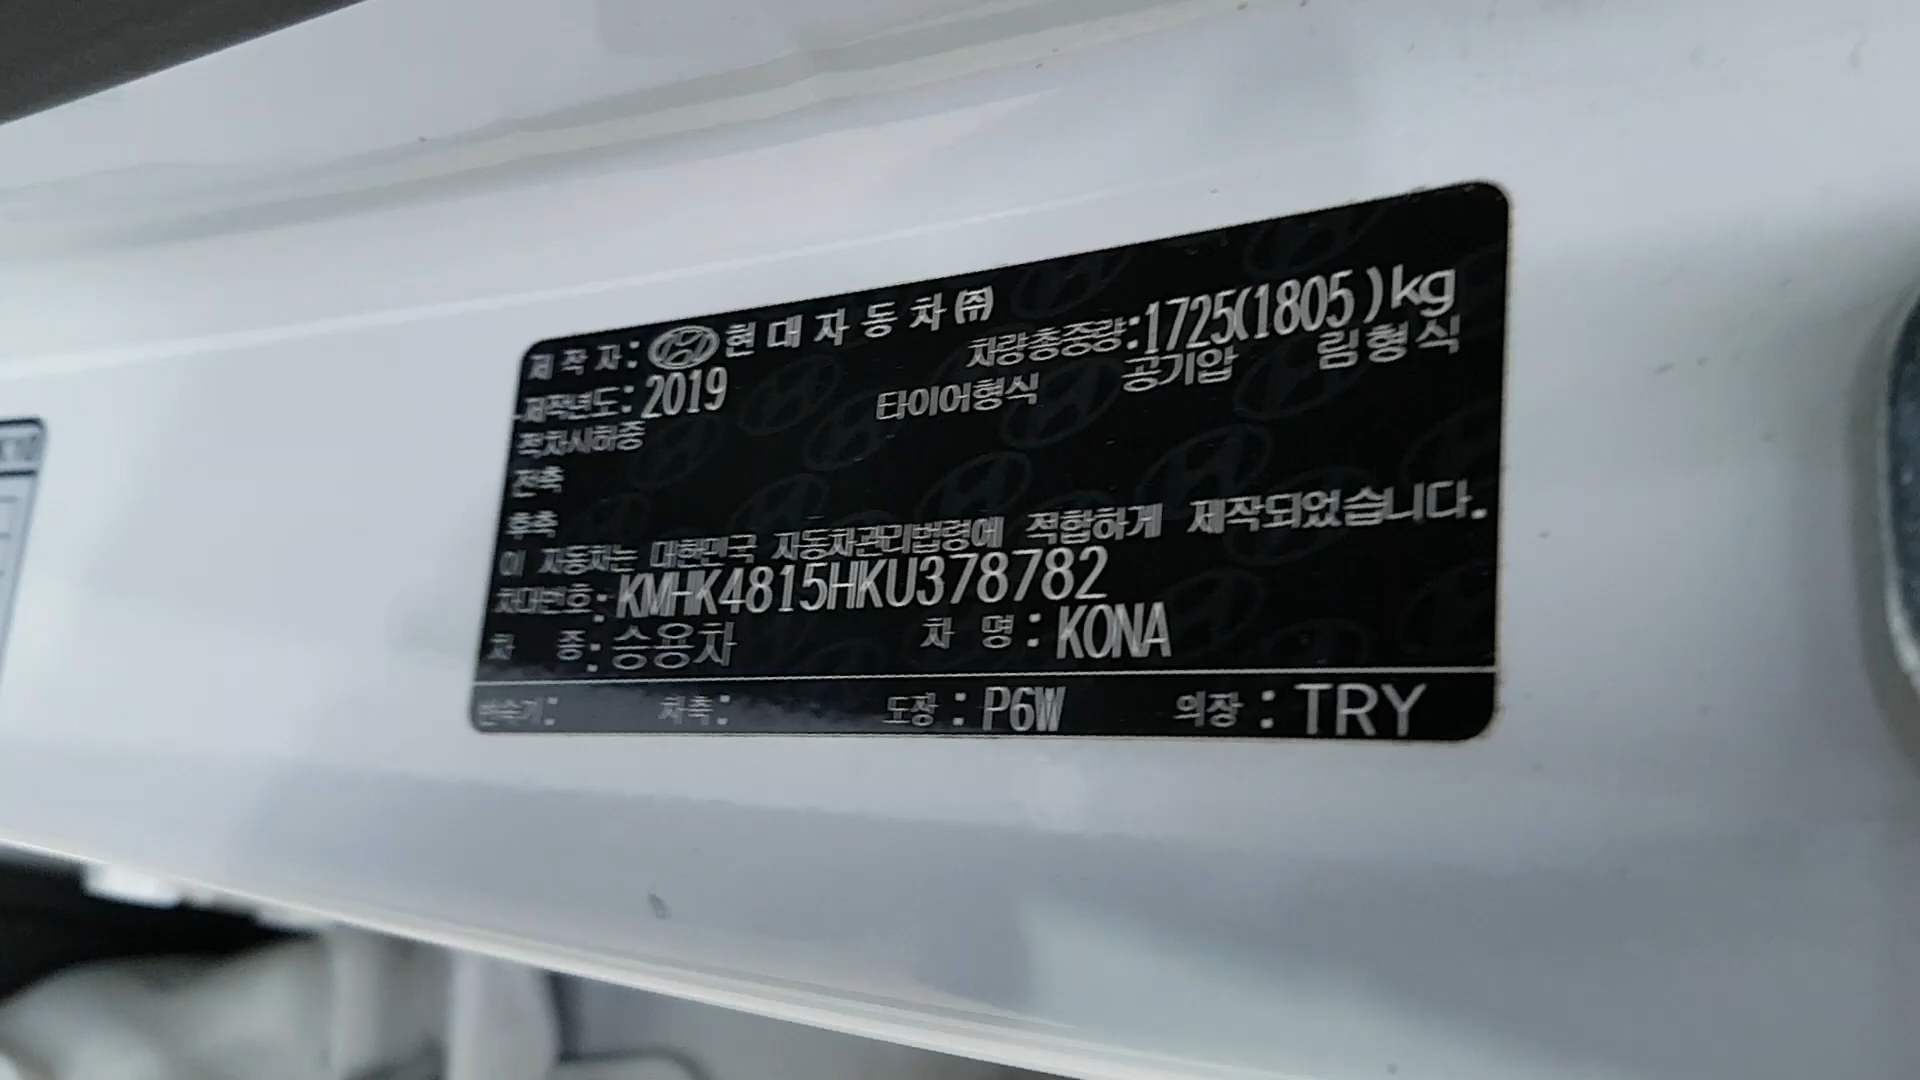 제작자: 현대자동차㈜
제작년도: 2019 차량총중량:1725(1805)kg
적차시하중 타이어형식 공기압 림형식
전축
후축
이 자동차는 대한민국 자동차관리법령에 적합하게 제작되었습니다.
차대번호: KMHK4815HKU378782
차 종: 승용차 차 명: KONA
변속기: 차축: 도장: P6W 의장: TRY